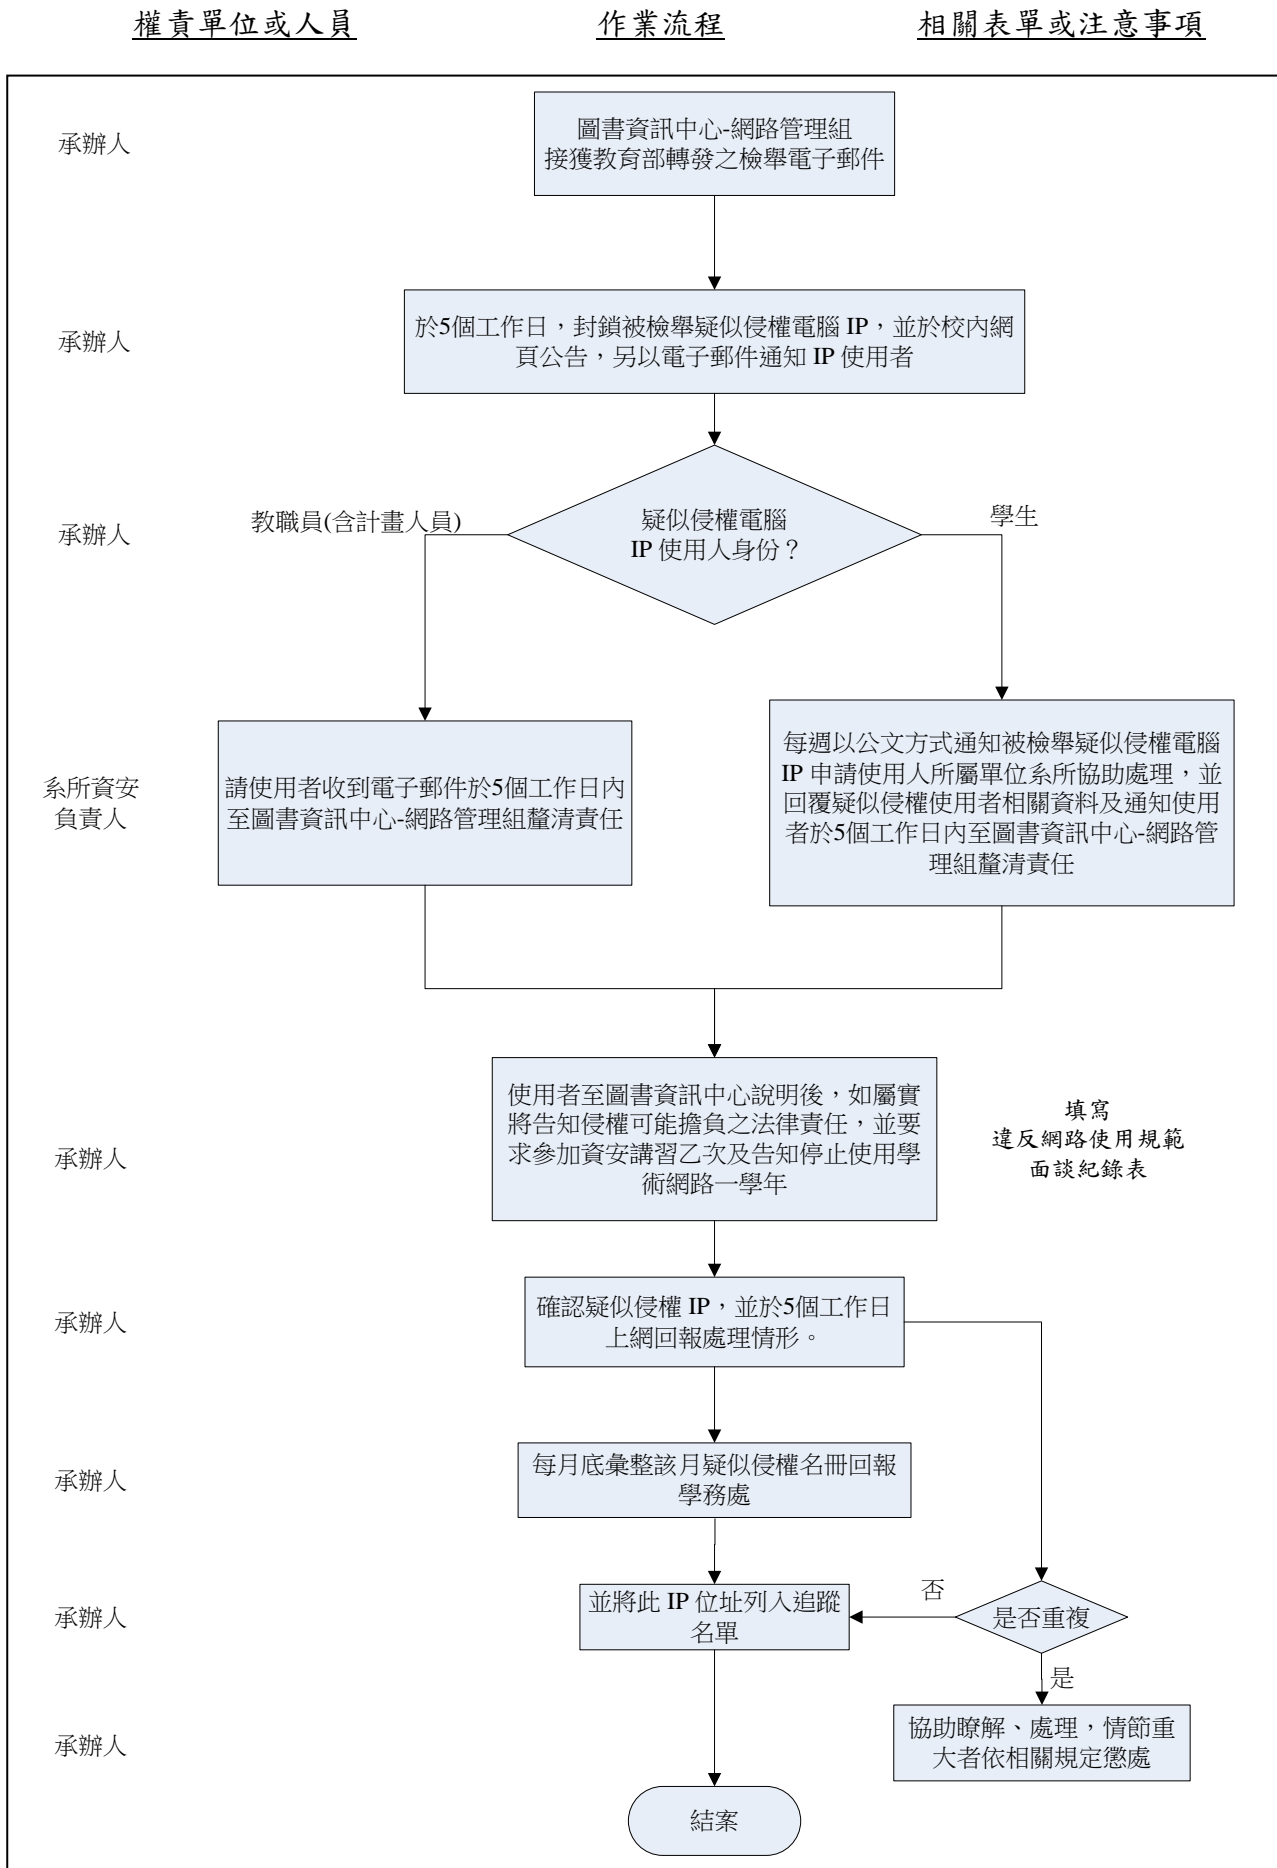 權責單位或人員
作業流程
相關表單或注意事項
承辦人
圖書資訊中心-網路管理組
接獲教育部轉發之檢舉電子郵件
承辦人
於5個工作日，封鎖被檢舉疑似侵權電腦 IP，並於校內網
頁公告，另以電子郵件通知 IP 使用者
承辦人
教職員(含計畫人員)
疑似侵權電腦
IP 使用人身份？
學生
系所資安
負責人
請使用者收到電子郵件於5個工作日內
至圖書資訊中心-網路管理組釐清責任
每週以公文方式通知被檢舉疑似侵權電腦
IP 申請使用人所屬單位系所協助處理，並
回覆疑似侵權使用者相關資料及通知使用
者於5個工作日內至圖書資訊中心-網路管
理組釐清責任
承辦人
使用者至圖書資訊中心說明後，如屬實
將告知侵權可能擔負之法律責任，並要
求參加資安講習乙次及告知停止使用學
術網路一學年
填寫
違反網路使用規範
面談紀錄表
承辦人
確認疑似侵權 IP，並於5個工作日
上網回報處理情形。
承辦人
每月底彙整該月疑似侵權名冊回報
學務處
承辦人
並將此 IP 位址列入追蹤
名單
否
是否重複
是
承辦人
協助瞭解、處理，情節重
大者依相關規定懲處
結案